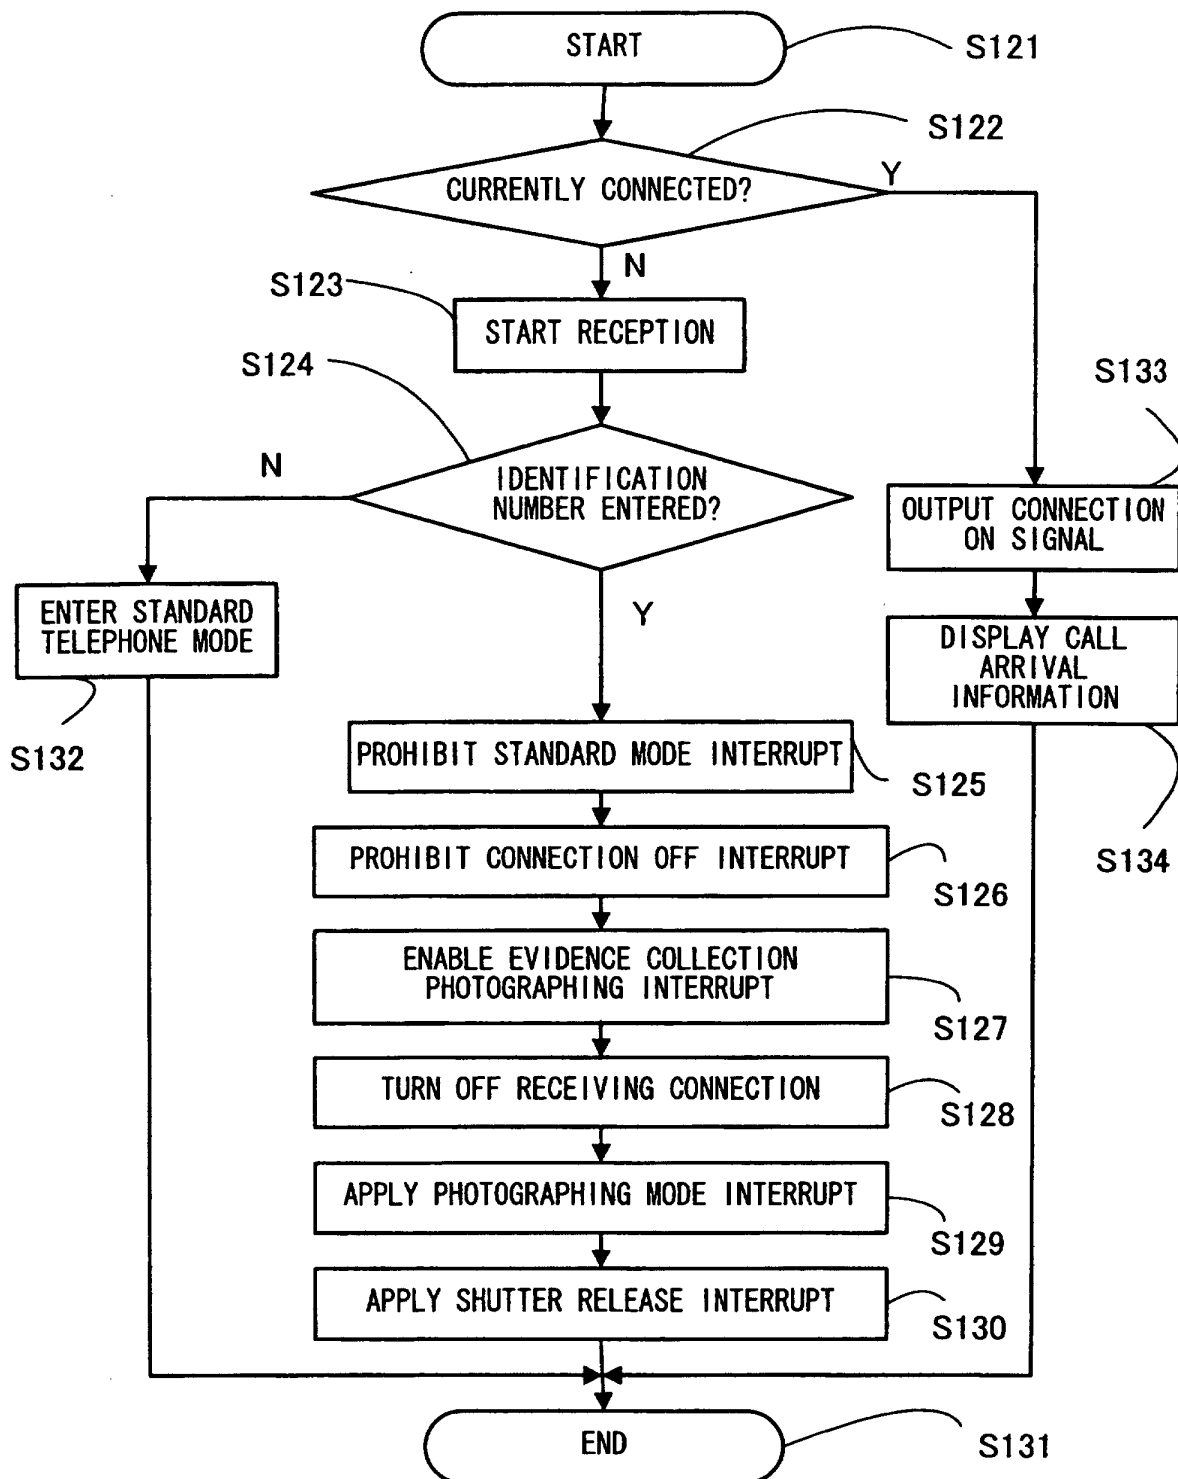 START
S121
S122
CURRENTLY CONNECTED?
Y
N
S123
START RECEPTION
S124
S133
N
IDENTIFICATION
NUMBER ENTERED?
OUTPUT CONNECTION
ON SIGNAL
Y
ENTER STANDARD
TELEPHONE MODE
DISPLAY CALL
ARRIVAL
INFORMATION
S132
PROHIBIT STANDARD MODE INTERRUPT
S125
PROHIBIT CONNECTION OFF INTERRUPT
S134
S126
ENABLE EVIDENCE COLLECTION
PHOTOGRAPHING INTERRUPT
S127
TURN OFF RECEIVING CONNECTION
S128
APPLY PHOTOGRAPHING MODE INTERRUPT
S129
APPLY SHUTTER RELEASE INTERRUPT
S130
END
S131